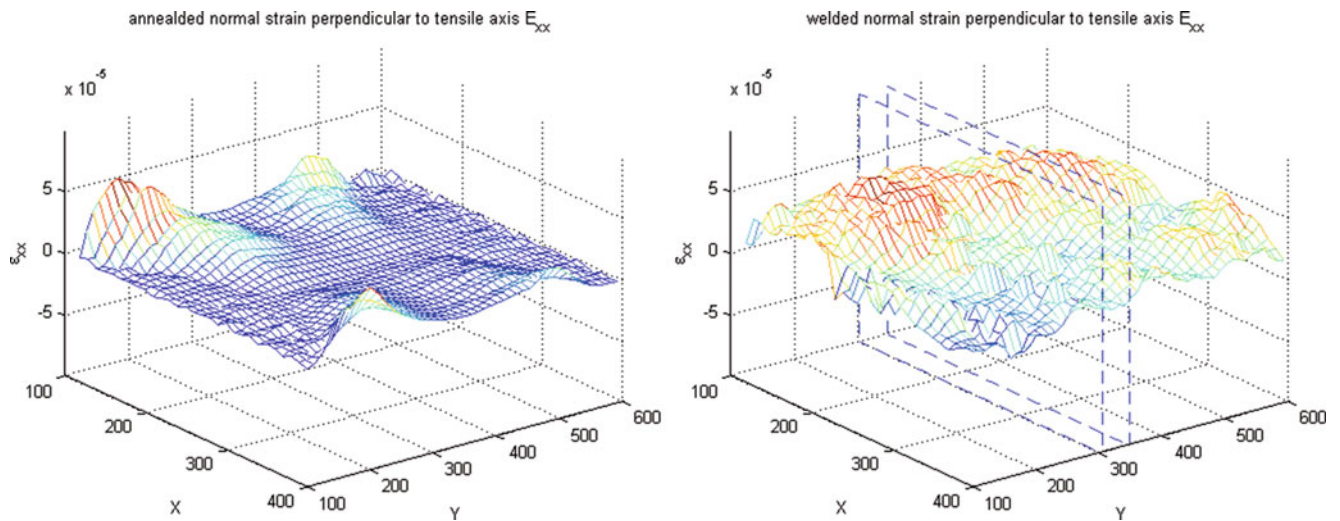 annealded normal strain perpendicular to tensile axis E_xx
x 10^-5
5
0
-5
ε_xx
100
200
300
400
X
100
200
300
400
500
600
Y
welded normal strain perpendicular to tensile axis E_xx
x 10^-5
5
0
-5
ε_xx
100
200
300
400
X
100
200
300
400
500
600
Y